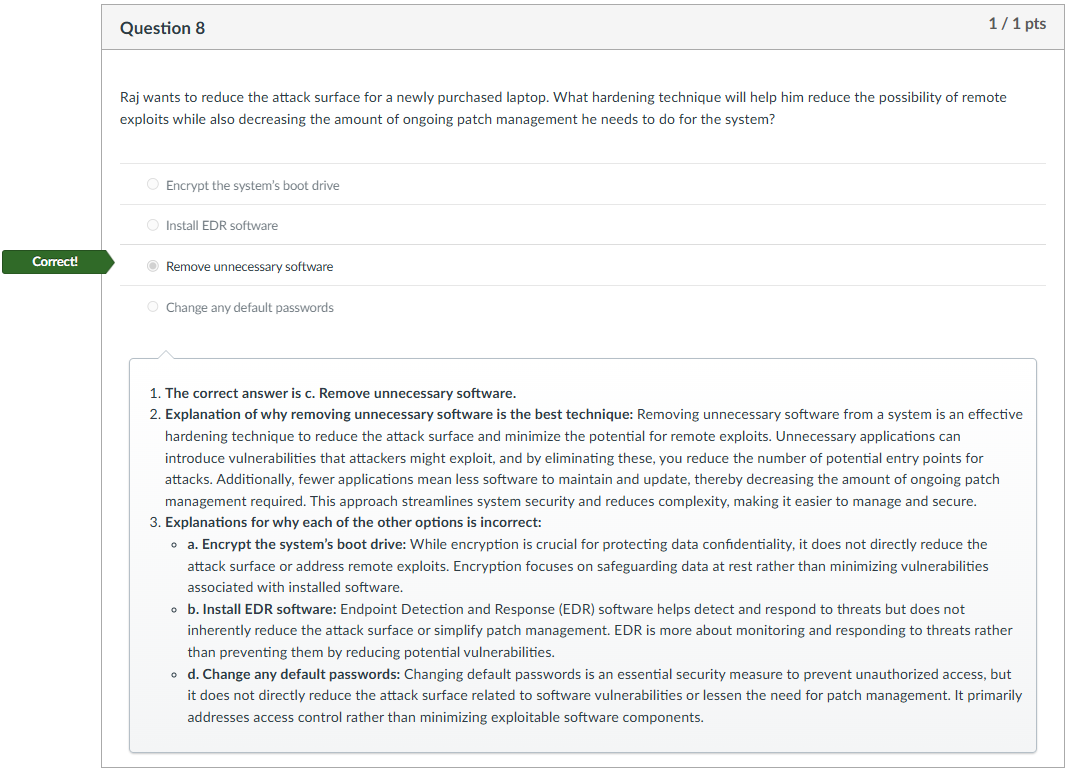 Question 8
1 / 1 pts
Raj wants to reduce the attack surface for a newly purchased laptop. What hardening technique will help him reduce the possibility of remote
exploits while also decreasing the amount of ongoing patch management he needs to do for the system?
Encrypt the system's boot drive
Install EDR software
Correct!
Remove unnecessary software
Change any default passwords
1. The correct answer is c. Remove unnecessary software.
2. Explanation of why removing unnecessary software is the best technique: Removing unnecessary software from a system is an effective
hardening technique to reduce the attack surface and minimize the potential for remote exploits. Unnecessary applications can
introduce vulnerabilities that attackers might exploit, and by eliminating these, you reduce the number of potential entry points for
attacks. Additionally, fewer applications mean less software to maintain and update, thereby decreasing the amount of ongoing patch
management required. This approach streamlines system security and reduces complexity, making it easier to manage and secure.
3. Explanations for why each of the other options is incorrect:
◦ a. Encrypt the system's boot drive: While encryption is crucial for protecting data confidentiality, it does not directly reduce the
attack surface or address remote exploits. Encryption focuses on safeguarding data at rest rather than minimizing vulnerabilities
associated with installed software.
◦ b. Install EDR software: Endpoint Detection and Response (EDR) software helps detect and respond to threats but does not
inherently reduce the attack surface or simplify patch management. EDR is more about monitoring and responding to threats rather
than preventing them by reducing potential vulnerabilities.
◦ d. Change any default passwords: Changing default passwords is an essential security measure to prevent unauthorized access, but
it does not directly reduce the attack surface related to software vulnerabilities or lessen the need for patch management. It primarily
addresses access control rather than minimizing exploitable software components.